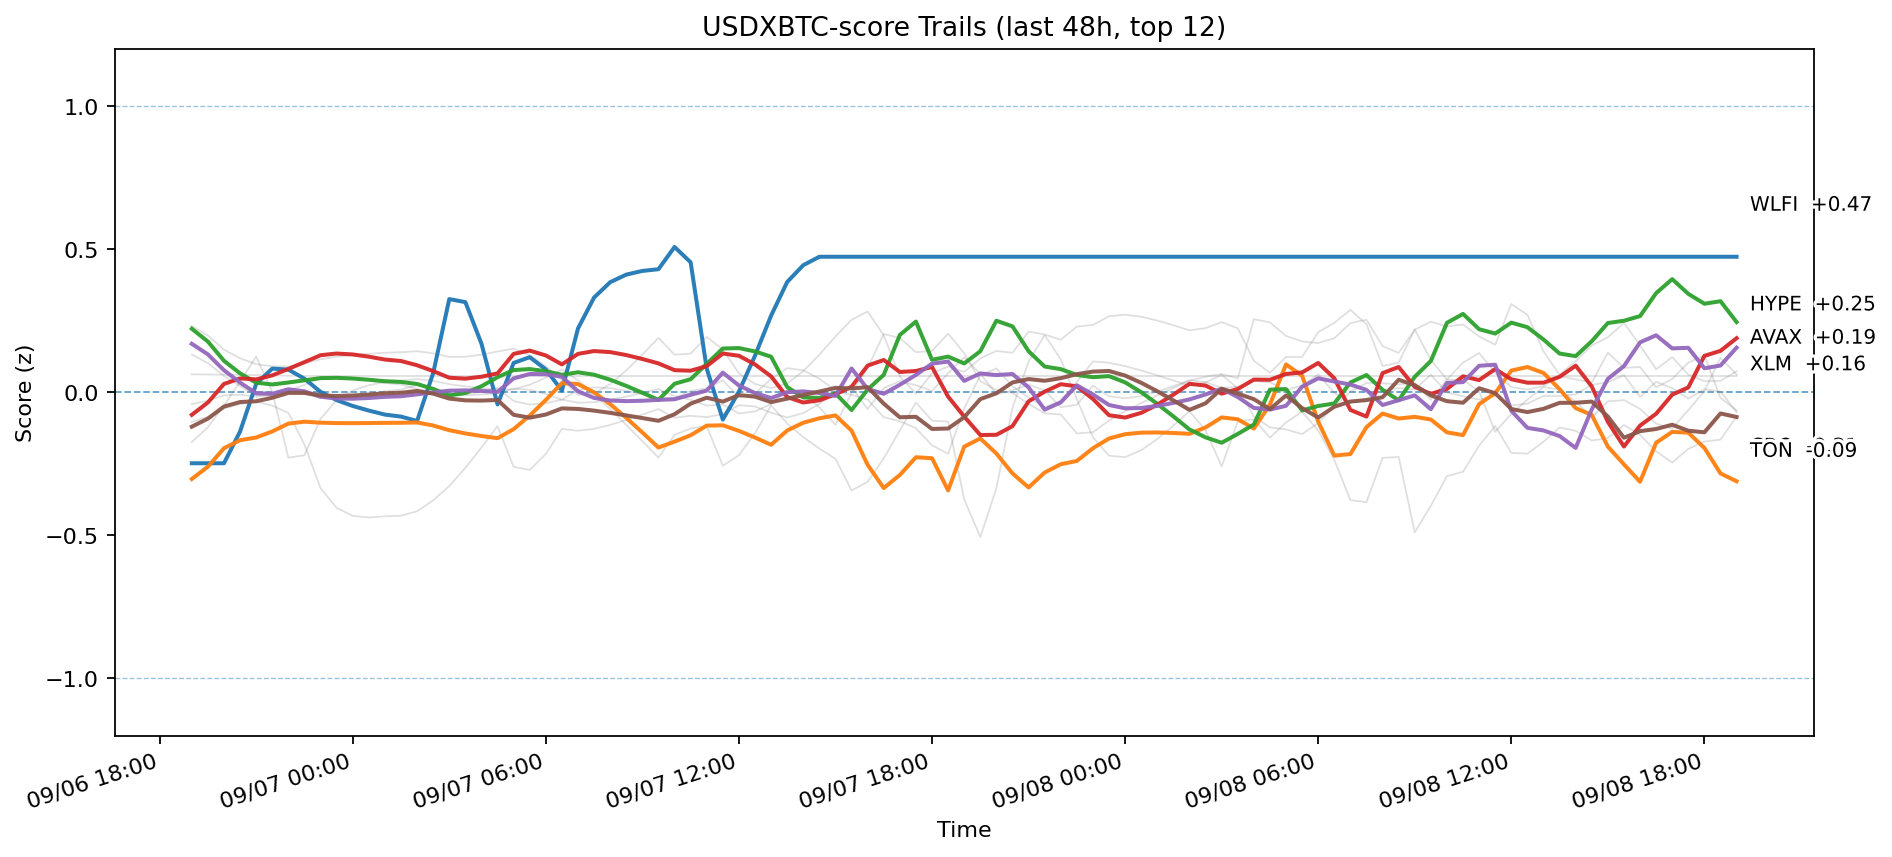 USDXBTC-score Trails (last 48h, top 12)
Score (z)
1.0
0.5
0.0
−0.5
−1.0
WLFI +0.47
HYPE +0.25
AVAX +0.19
XLM +0.16
TON -0.09
09/06 18:00
09/07 00:00
09/07 06:00
09/07 12:00
09/07 18:00
09/08 00:00
09/08 06:00
09/08 12:00
09/08 18:00
Time